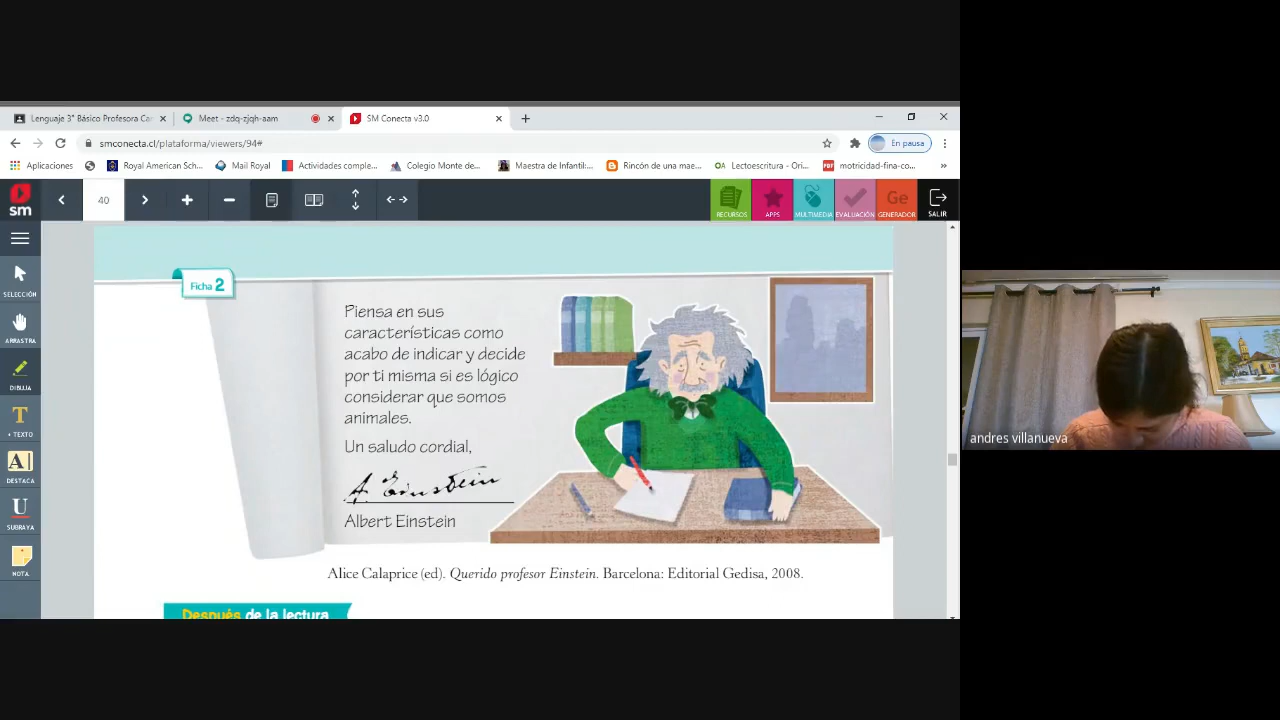 Lenguaje 3° Básico Profesora Car
Meet - zdq-zjqh-aam
SM Conecta v3.0
smconecta.cl/plataforma/viewers/94#
En pausa
Aplicaciones
Royal American Sch...
Mail Royal
Actividades comple...
Colegio Monte de...
Maestra de Infantil:...
Rincón de una mae...
Lectoescritura - Ori...
motricidad-fina-co...
sm
40
RECURSOS
APPS
MULTIMEDIA
EVALUACIÓN
Ge
GENERADOR
SALIR
SELECCIÓN
ARRASTRA
DIBUJA
T
+ TEXTO
A
DESTACA
U
SUBRAYA
NOTA
Ficha 2
Piensa en sus
características como
acabo de indicar y decide
por ti misma si es lógico
considerar que somos
animales.
Un saludo cordial,
A. Einstein
Albert Einstein
Alice Calaprice (ed). Querido profesor Einstein. Barcelona: Editorial Gedisa, 2008.
Después de la lectura
andres villanueva